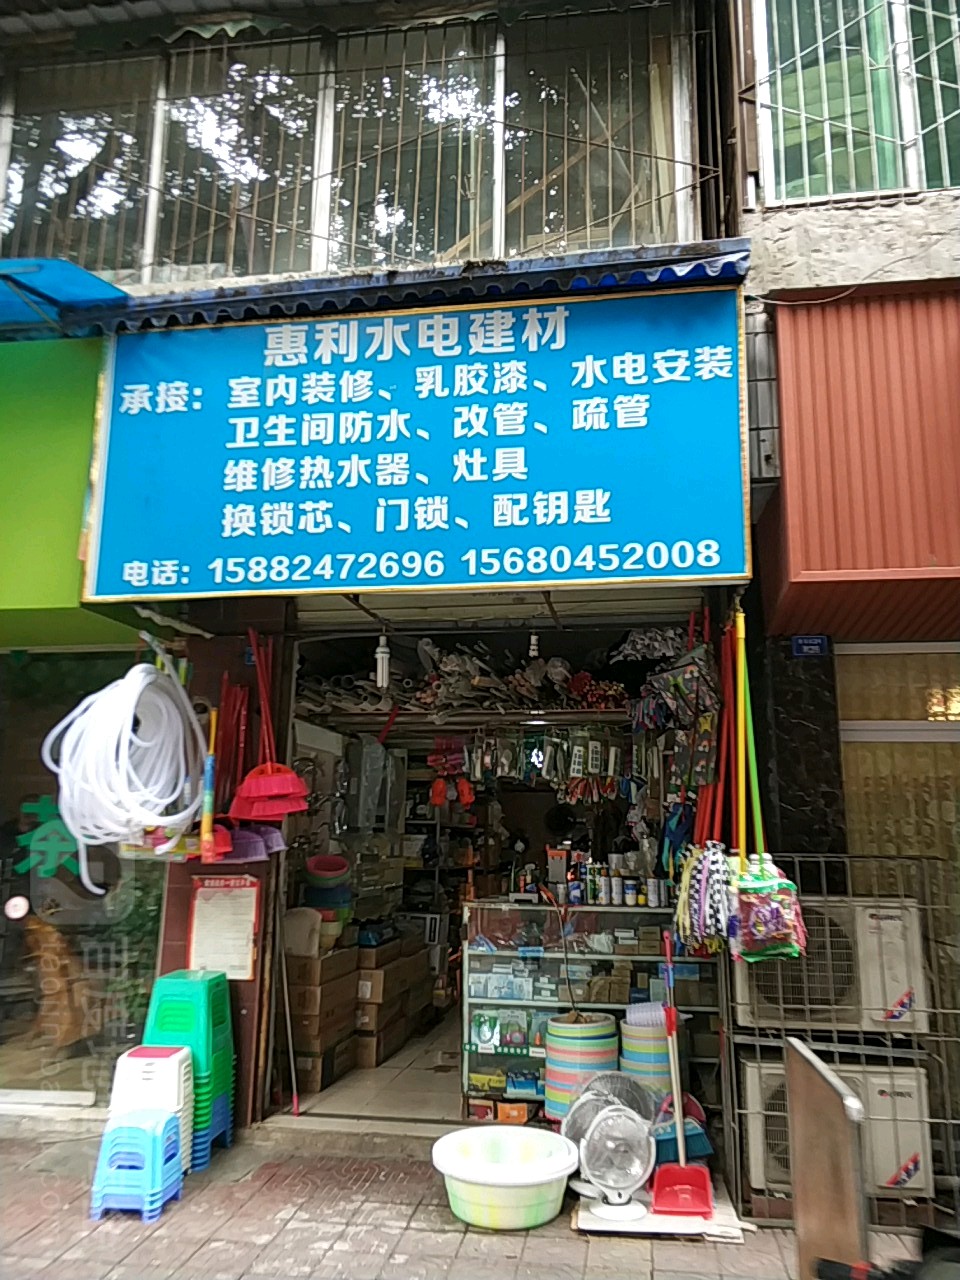 惠利水电建材
承接：室内装修、乳胶漆、水电安装
卫生间防水、改管、疏管
维修热水器、灶具
换锁芯、门锁、配钥匙
电话：15882472696 15680452008
茶